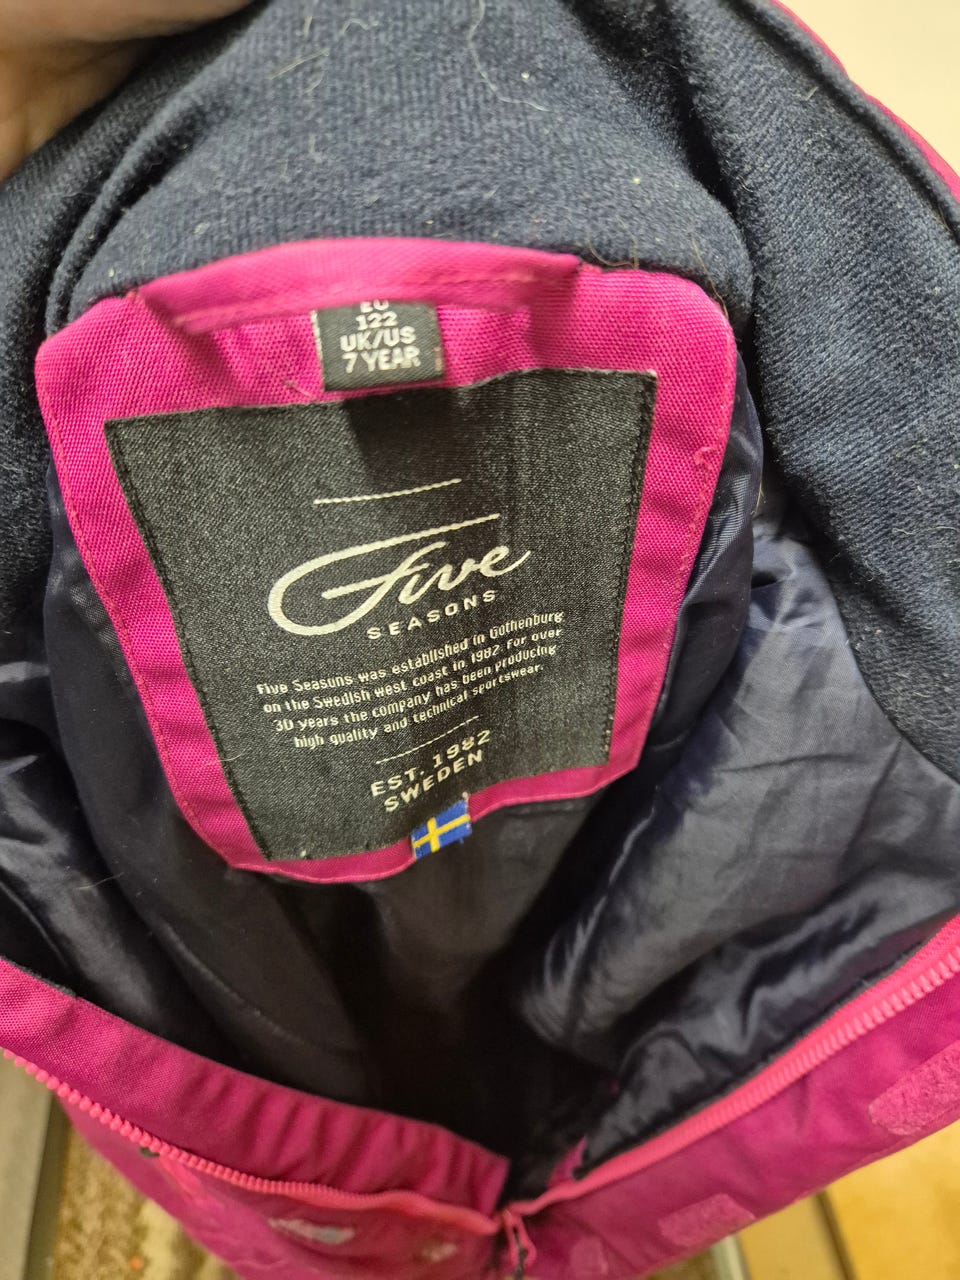 EU
122
UK/US
7 YEAR
Five
SEASONS
Five Seasons was established in Gothenburg
on the Swedish west coast in 1982. For over
30 years the company has been producing
high quality and technical sportswear.
EST. 1982
SWEDEN